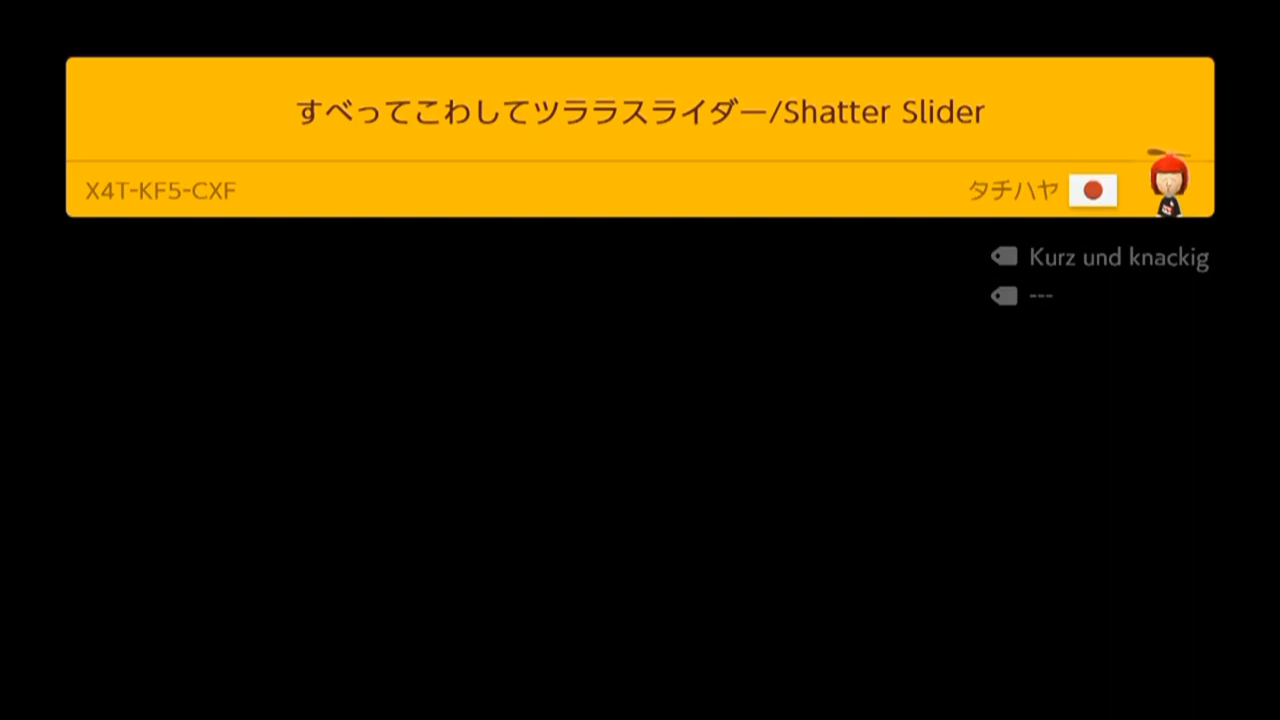 すべってこわしてツララスライダー/Shatter Slider
X4T-KF5-CXF
タチハヤ
Kurz und knackig
---